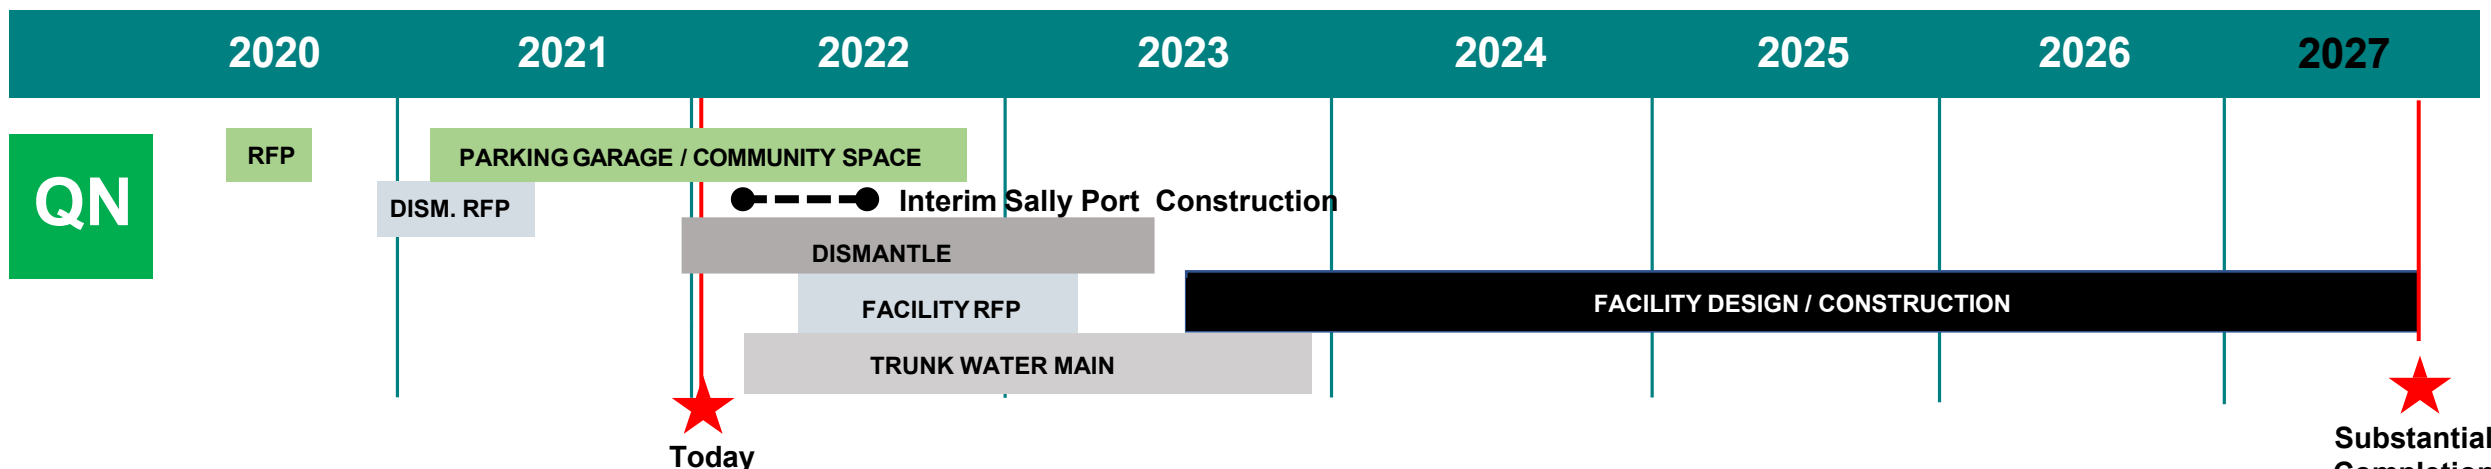 2020 2021 2022 2023 2024 2025 2026 2027
QN
RFP
PARKING GARAGE / COMMUNITY SPACE
DISM. RFP
Interim Sally Port Construction
DISMANTLE
FACILITY RFP
FACILITY DESIGN / CONSTRUCTION
TRUNK WATER MAIN
Today
Substantial
Completion